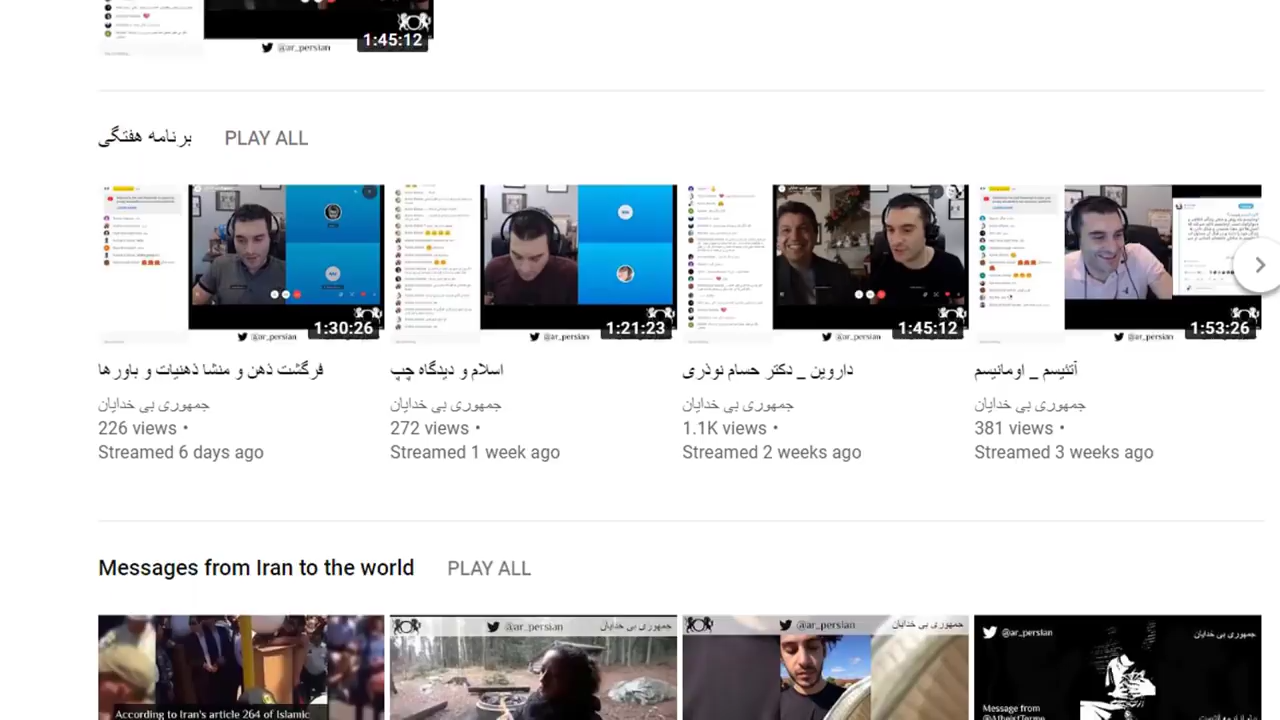 1:45:12
@ar_persian
برنامه هفتگی
PLAY ALL
1:30:26
1:21:23
1:45:12
1:53:26
@ar_persian
@ar_persian
@ar_persian
@ar_persian
فرگشت ذهن و منشا ذهنیات و باورها
اسلام و دیدگاه چپ
داروین _ دکتر حسام نوذری
آتئیسم _ اومانیسم
جمهوری بی خدایان
جمهوری بی خدایان
جمهوری بی خدایان
جمهوری بی خدایان
226 views •
272 views •
1.1K views •
381 views •
Streamed 6 days ago
Streamed 1 week ago
Streamed 2 weeks ago
Streamed 3 weeks ago
Messages from Iran to the world
PLAY ALL
@ar_persian
جمهوری بی خدایان
@ar_persian
جمهوری بی خدایان
@ar_persian
جمهوری بی خدایان
According to Iran's article 264 of Islamic
Message from